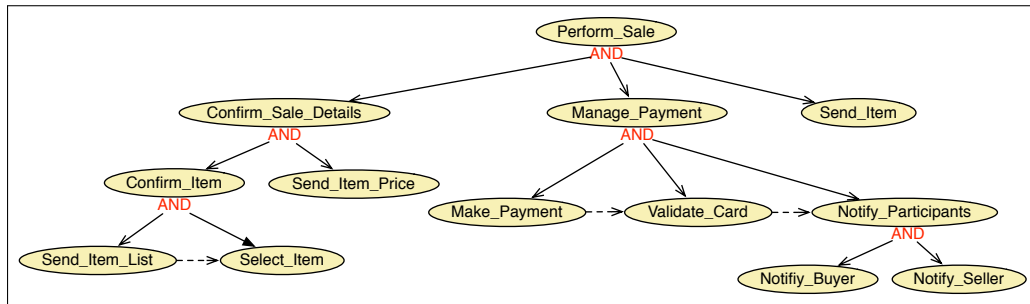 Perform_Sale
AND
Confirm_Sale_Details Manage_Payment Send_Item
AND AND
Confirm_Item Send_Item_Price
AND
Make_Payment Validate_Card Notify_Participants
AND
Send_Item_List Select_Item
Notifiy_Buyer Notify_Seller